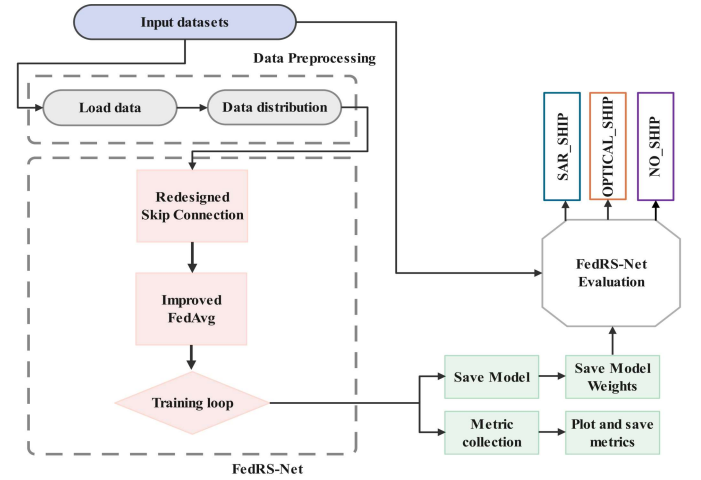 Input datasets
Data Preprocessing
Load data
Data distribution
Redesigned
Skip Connection
Improved
FedAvg
Training loop
FedRS-Net
SAR_SHIP
OPTICAL_SHIP
NO_SHIP
FedRS-Net
Evaluation
Save Model
Save Model
Weights
Metric
collection
Plot and save
metrics